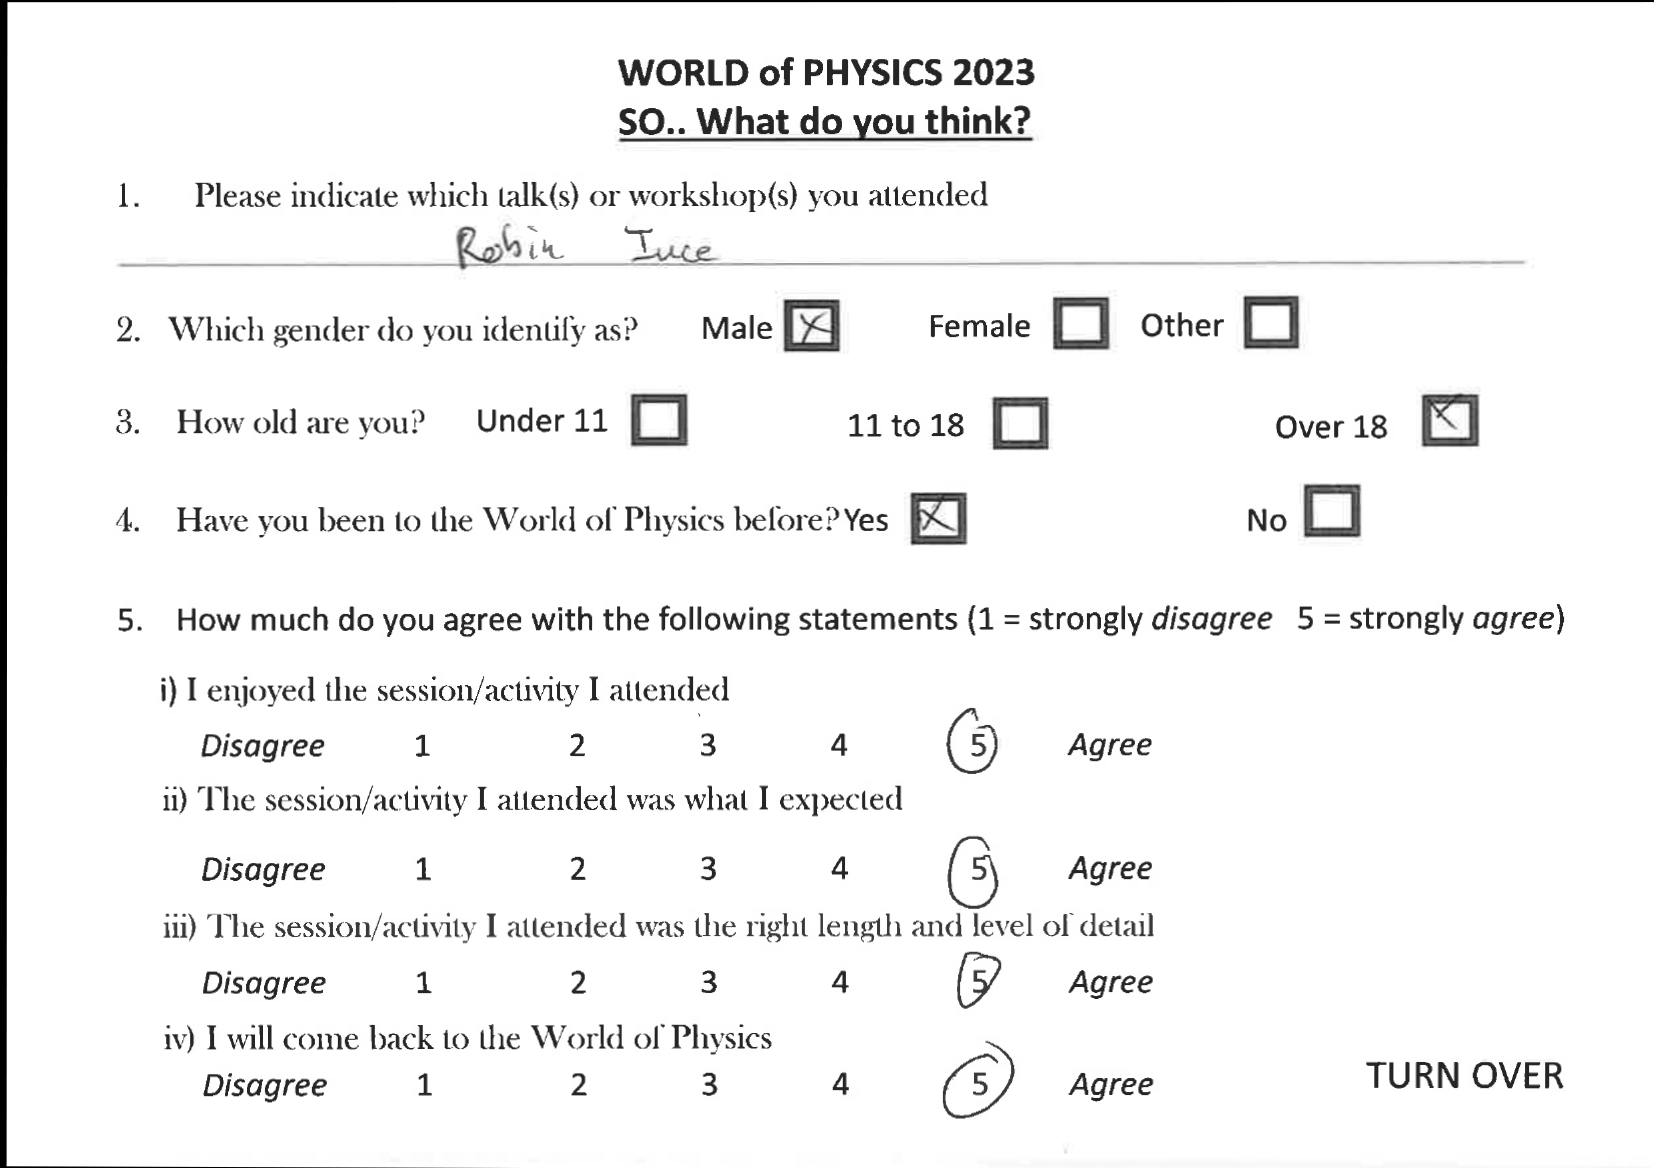 WORLD of PHYSICS 2023
SO.. What do you think?
1. Please indicate which talk(s) or workshop(s) you attended
Robin Ince
2. Which gender do you identify as? Male Female Other
3. How old are you? Under 11 11 to 18 Over 18
4. Have you been to the World of Physics before? Yes No
5. How much do you agree with the following statements (1 = strongly disagree 5 = strongly agree)
i) I enjoyed the session/activity I attended
Disagree 1 2 3 4 5 Agree
ii) The session/activity I attended was what I expected
Disagree 1 2 3 4 5 Agree
iii) The session/activity I attended was the right length and level of detail
Disagree 1 2 3 4 5 Agree
iv) I will come back to the World of Physics
Disagree 1 2 3 4 5 Agree
TURN OVER